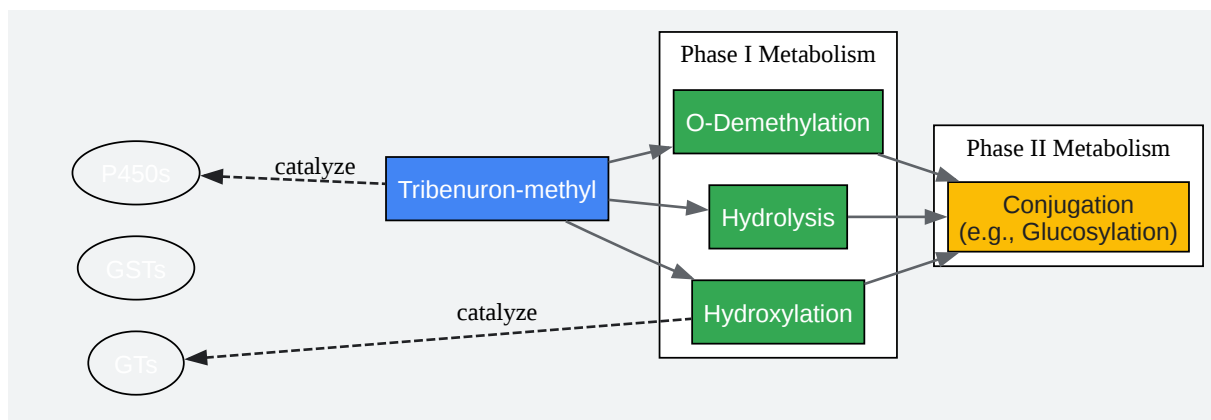 Phase I Metabolism
O-Demethylation
Phase II Metabolism
P450s
catalyze
Tribenuron-methyl
Hydrolysis
Conjugation
(e.g., Glucosylation)
GSTs
catalyze
Hydroxylation
GTs